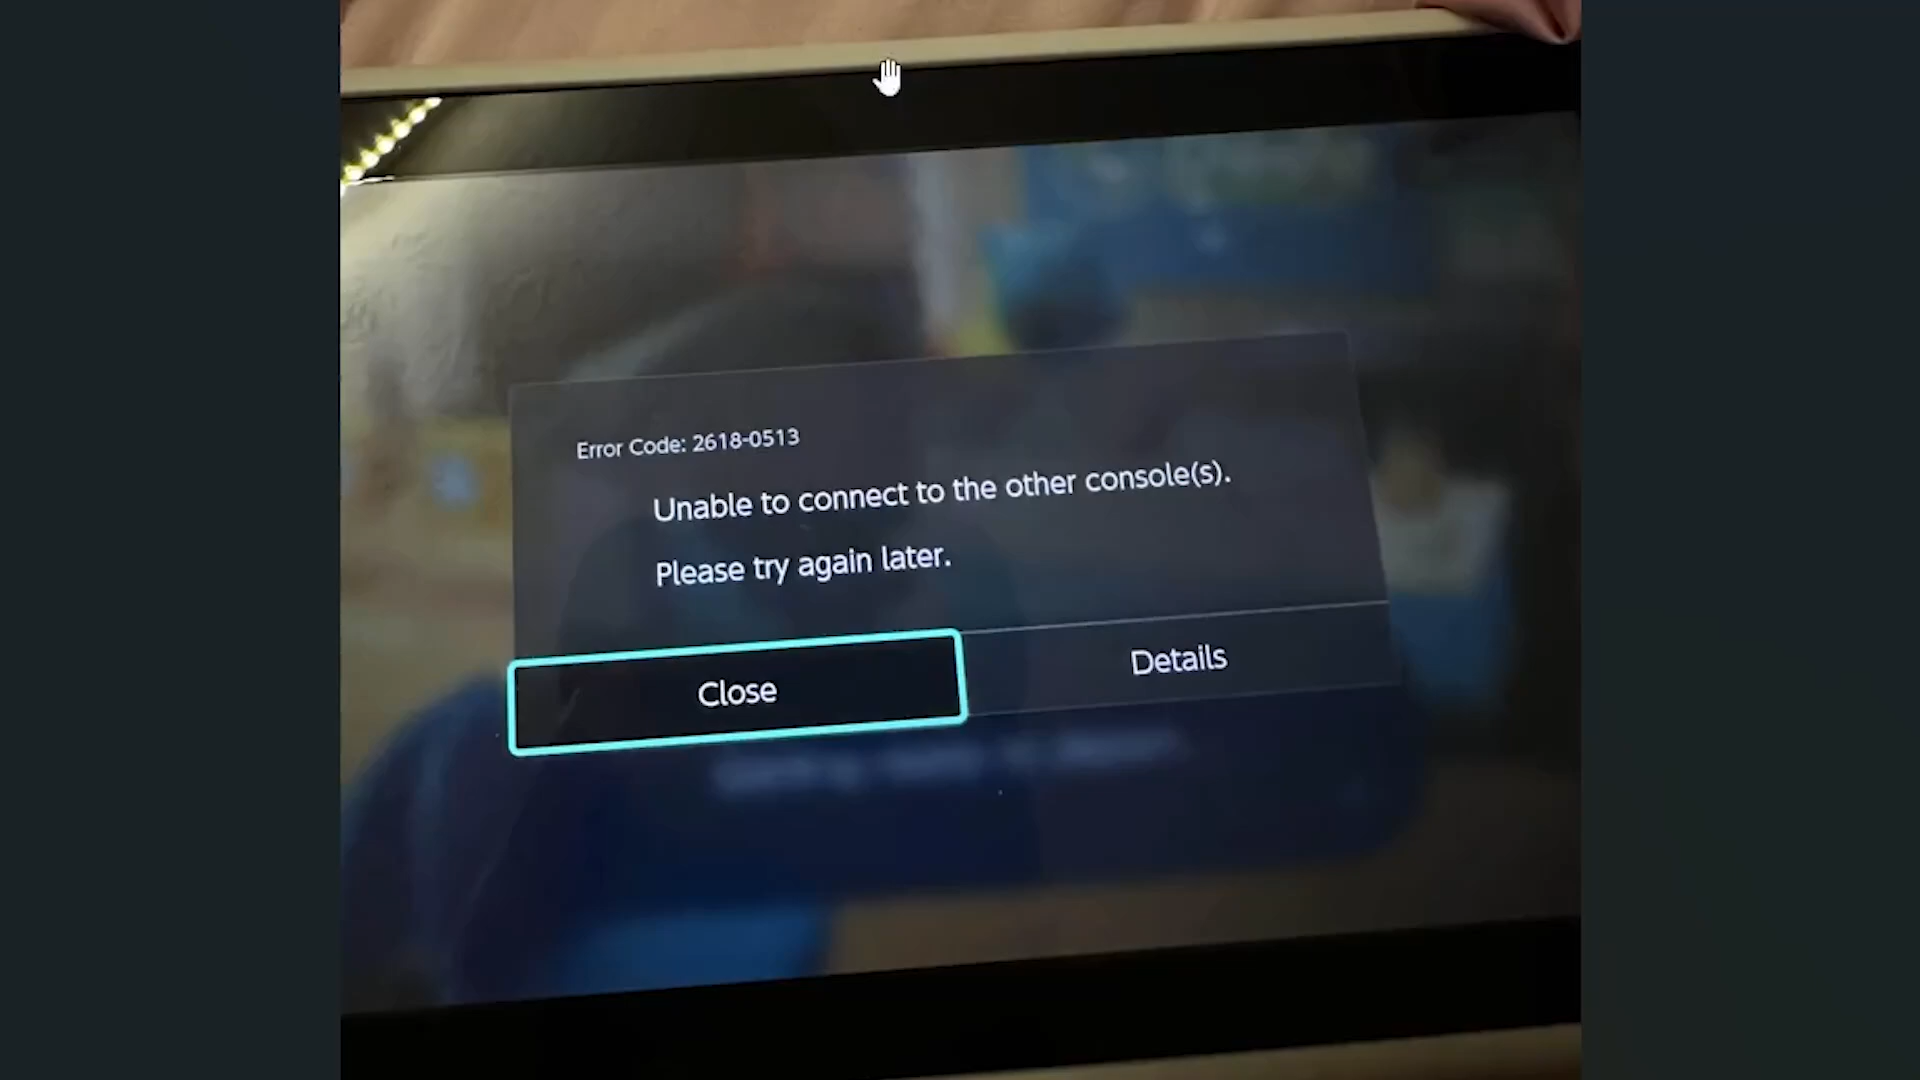 Error Code: 2618-0513
Unable to connect to the other console(s).
Please try again later.
Close
Details